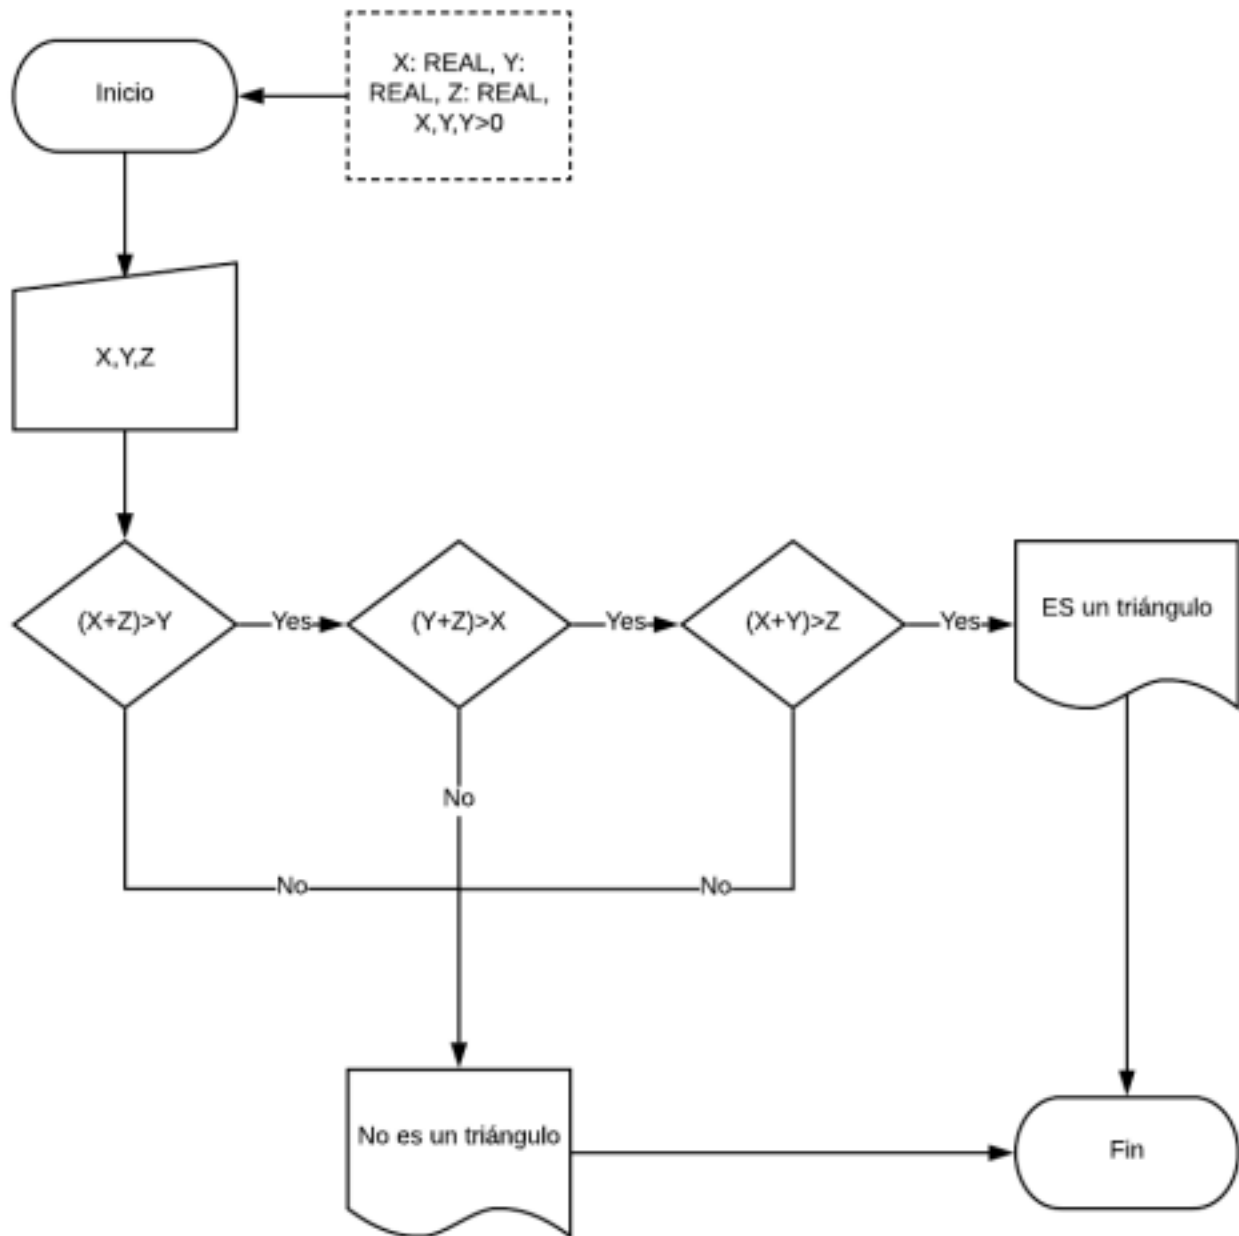 Inicio
X: REAL, Y:
REAL, Z: REAL,
X,Y,Y>0
X,Y,Z
(X+Z)>Y
Yes
(Y+Z)>X
Yes
(X+Y)>Z
Yes
ES un triángulo
No
No
No
No es un triángulo
Fin